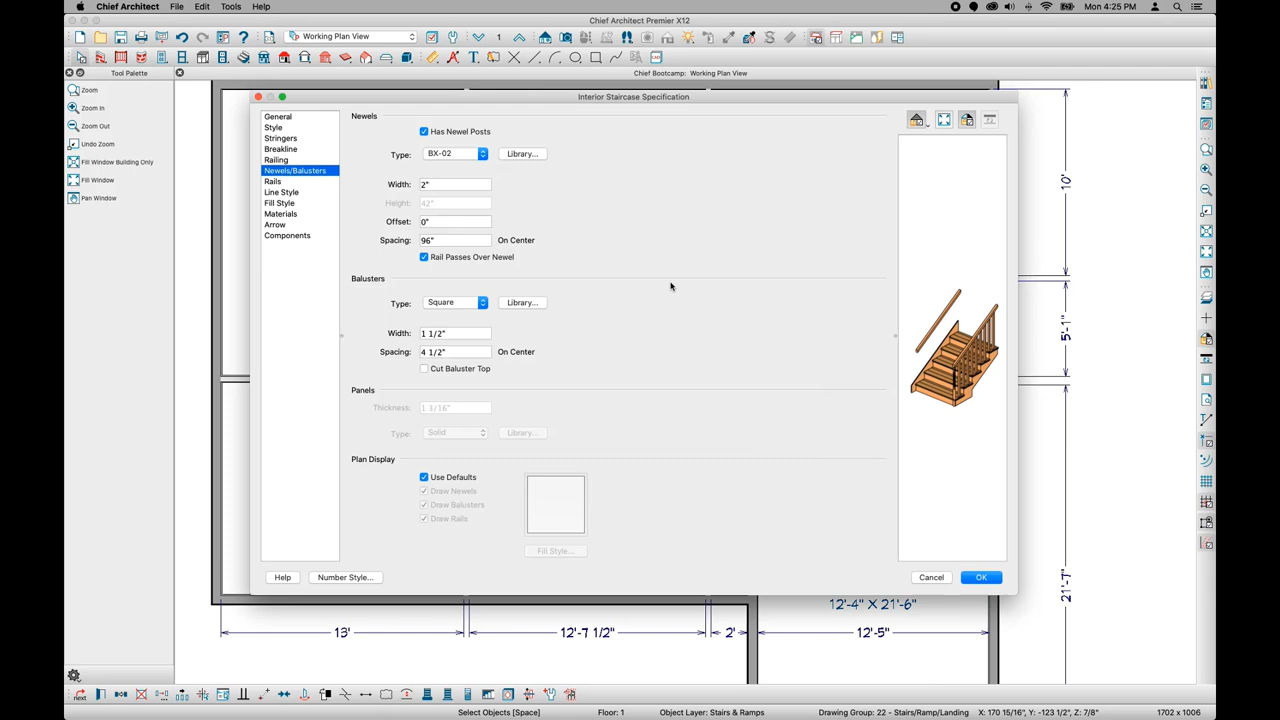 Chief Architect File Edit Tools Help Mon 4:25 PM
Chief Architect Premier X12
Working Plan View 1
Tool Palette
Chief Bootcamp: Working Plan View
Zoom
Zoom In
Zoom Out
Undo Zoom
Fill Window Building Only
Fill Window
Pan Window
Interior Staircase Specification
General
Style
Stringers
Breakline
Railing
Newels/Balusters
Rails
Line Style
Fill Style
Materials
Arrow
Components
Newels
Has Newel Posts
Type: BX-02 Library...
Width: 2"
Height: 42"
Offset: 0"
Spacing: 96" On Center
Rail Passes Over Newel
Balusters
Type: Square Library...
Width: 1 1/2"
Spacing: 4 1/2" On Center
Cut Baluster Top
Panels
Thickness: 1 3/16"
Type: Solid Library...
Plan Display
Use Defaults
Draw Newels
Draw Balusters
Draw Rails
Fill Style...
Help Number Style... Cancel OK
10'
5'-1"
21'-7"
12'-4" X 21'-6"
13' 12'-7 1/2" 2' 12'-5"
next
Select Objects [Space] Floor: 1 Object Layer: Stairs & Ramps Drawing Group: 22 - Stairs/Ramp/Landing X: 170 15/16", Y: -123 1/2", Z: 7/8" 1702 x 1006